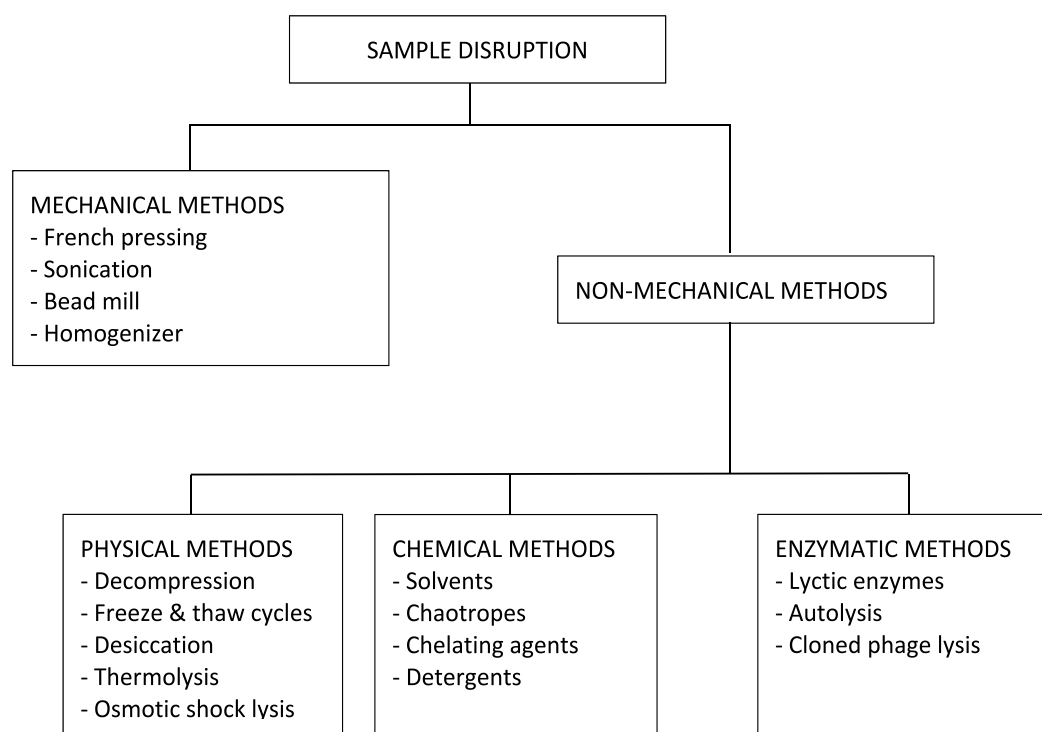 SAMPLE DISRUPTION
MECHANICAL METHODS
- French pressing
- Sonication
- Bead mill
- Homogenizer
NON-MECHANICAL METHODS
PHYSICAL METHODS
- Decompression
- Freeze & thaw cycles
- Desiccation
- Thermolysis
- Osmotic shock lysis
CHEMICAL METHODS
- Solvents
- Chaotropes
- Chelating agents
- Detergents
ENZYMATIC METHODS
- Lyctic enzymes
- Autolysis
- Cloned phage lysis